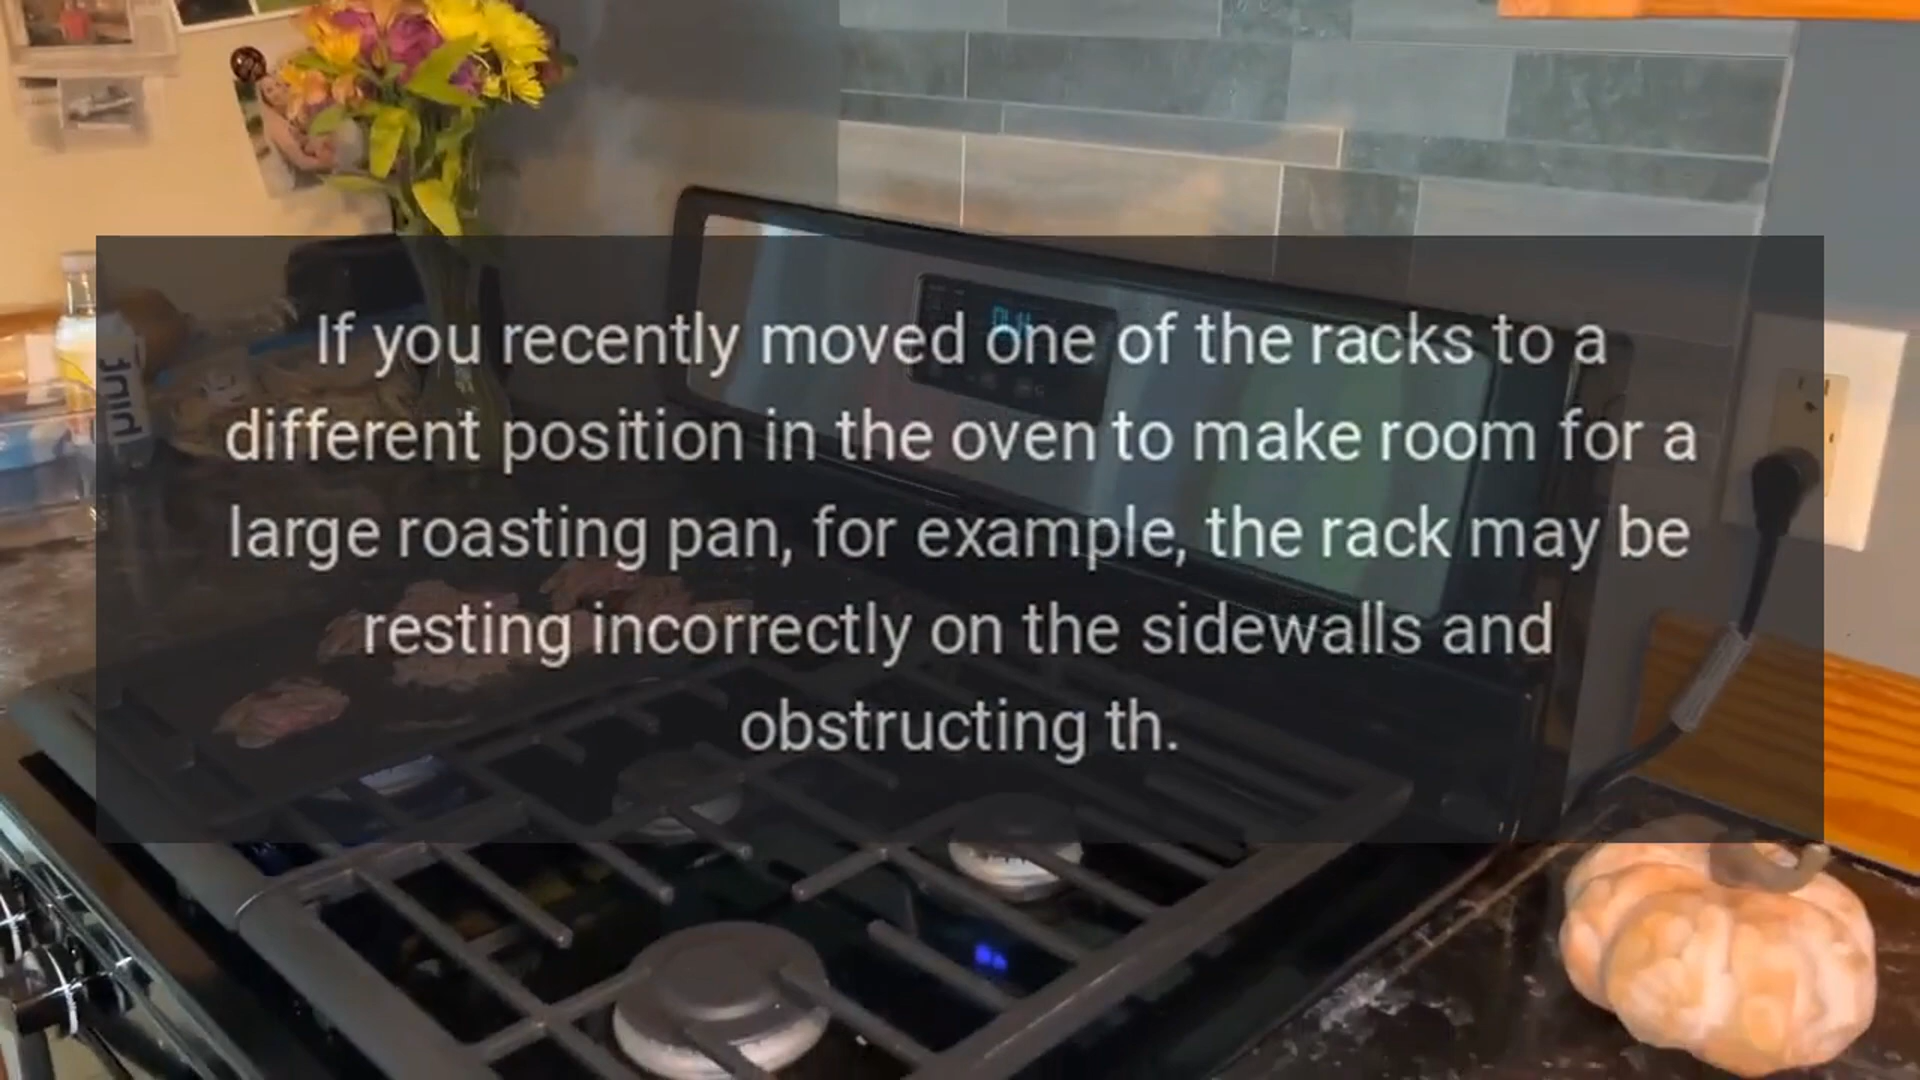 If you recently moved one of the racks to a
different position in the oven to make room for a
large roasting pan, for example, the rack may be
resting incorrectly on the sidewalls and
obstructing th.